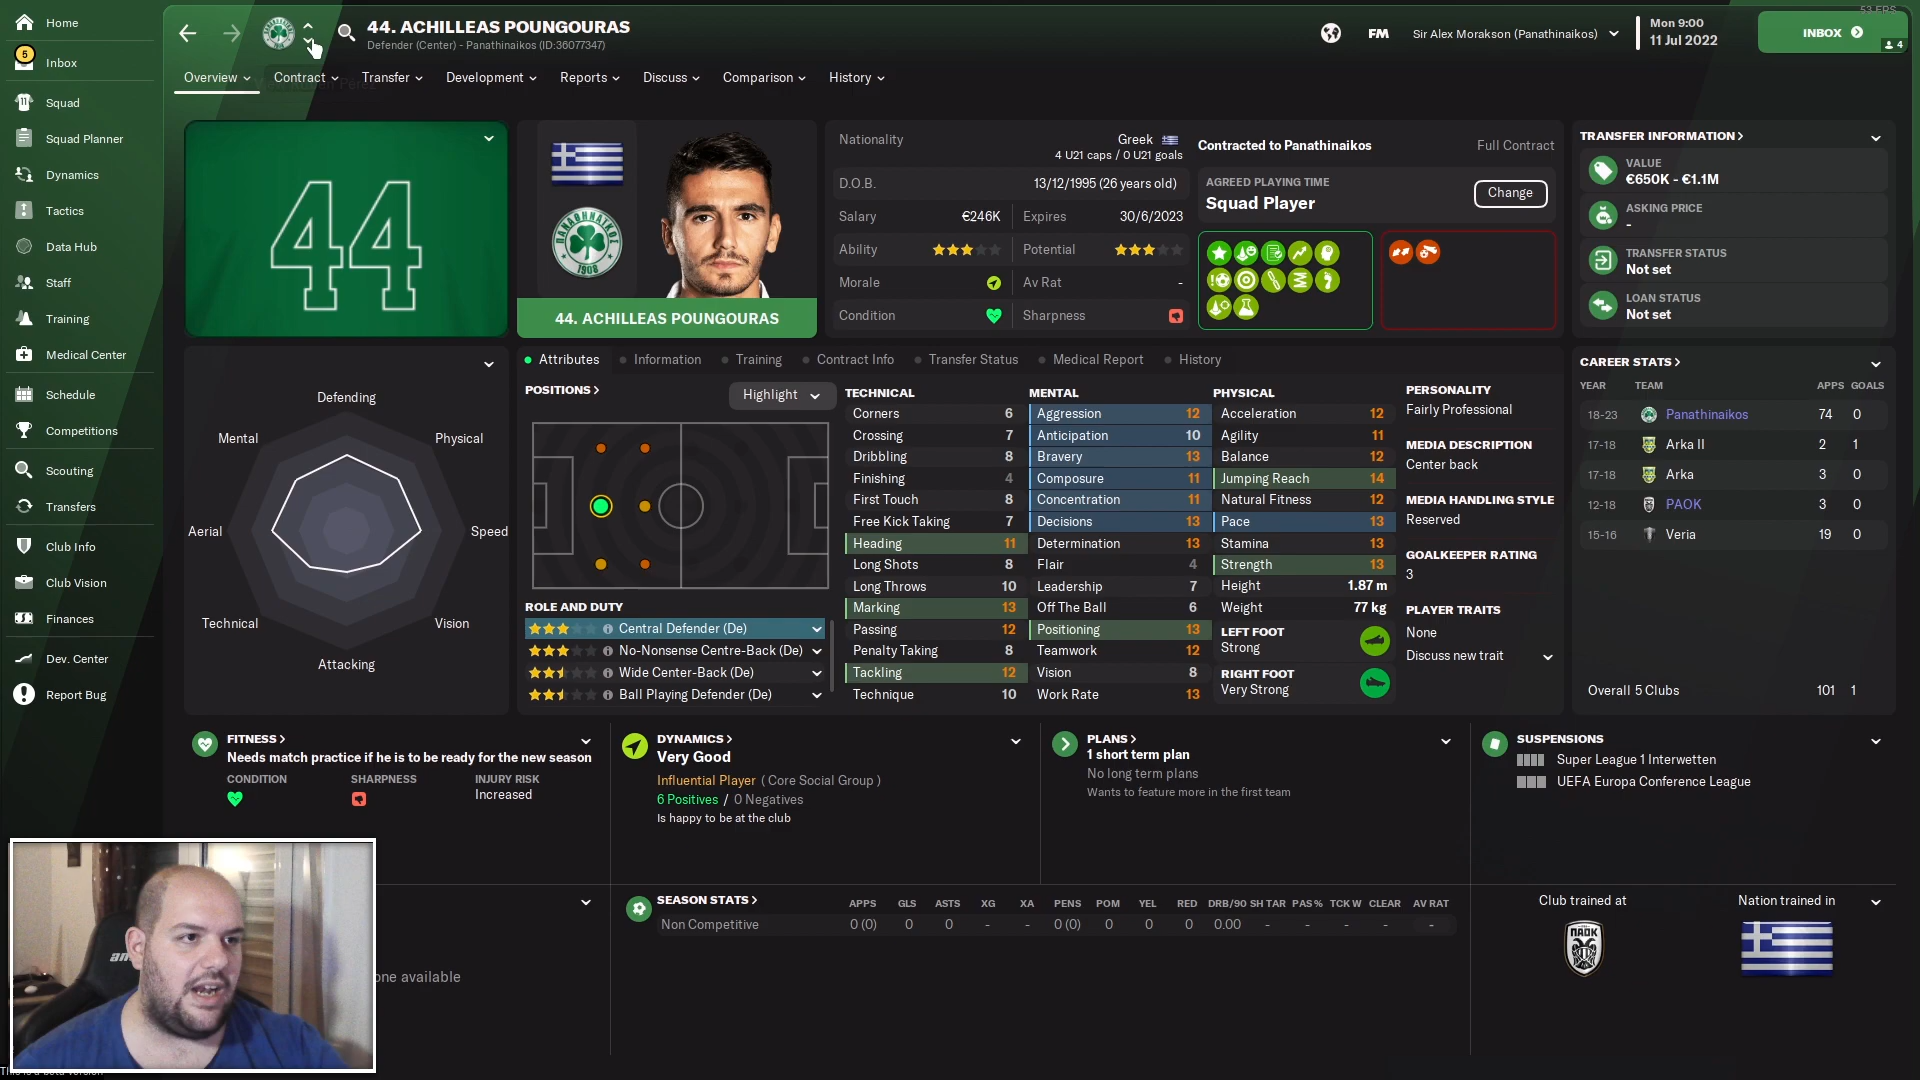 53 FPS
Home
Inbox
5
Squad
Squad Planner
Dynamics
Tactics
Data Hub
Staff
Training
Medical Center
Schedule
Competitions
Scouting
Transfers
Club Info
Club Vision
Finances
Dev. Center
Report Bug
44. ACHILLEAS POUNGOURAS
Defender (Center) - Panathinaikos (ID:36077347)
FM
Sir Alex Morakson (Panathinaikos)
Mon 9:00
11 Jul 2022
INBOX
4
Overview Contract Transfer Development Reports Discuss Comparison History
44
ΠΑΝΑΘΗΝΑΪΚΟΣ
1908
44. ACHILLEAS POUNGOURAS
Nationality Greek
4 U21 caps / 0 U21 goals
D.O.B. 13/12/1995 (26 years old)
Salary €246K Expires 30/6/2023
Ability Potential
Morale Av Rat -
Condition Sharpness
Contracted to Panathinaikos Full Contract
AGREED PLAYING TIME
Squad Player
Change
TRANSFER INFORMATION
VALUE
€650K - €1.1M
ASKING PRICE
-
TRANSFER STATUS
Not set
LOAN STATUS
Not set
Defending
Physical
Speed
Vision
Attacking
Technical
Aerial
Mental
Attributes Information Training Contract Info Transfer Status Medical Report History
POSITIONS
Highlight
ROLE AND DUTY
Central Defender (De)
No-Nonsense Centre-Back (De)
Wide Center-Back (De)
Ball Playing Defender (De)
TECHNICAL
Corners 6
Crossing 7
Dribbling 8
Finishing 4
First Touch 8
Free Kick Taking 7
Heading 11
Long Shots 8
Long Throws 10
Marking 13
Passing 12
Penalty Taking 8
Tackling 12
Technique 10
MENTAL
Aggression 12
Anticipation 10
Bravery 13
Composure 11
Concentration 11
Decisions 13
Determination 13
Flair 4
Leadership 7
Off The Ball 6
Positioning 13
Teamwork 12
Vision 8
Work Rate 13
PHYSICAL
Acceleration 12
Agility 11
Balance 12
Jumping Reach 14
Natural Fitness 12
Pace 13
Stamina 13
Strength 13
Height 1.87 m
Weight 77 kg
LEFT FOOT
Strong
RIGHT FOOT
Very Strong
PERSONALITY
Fairly Professional
MEDIA DESCRIPTION
Center back
MEDIA HANDLING STYLE
Reserved
GOALKEEPER RATING
3
PLAYER TRAITS
None
Discuss new trait
CAREER STATS
YEAR TEAM APPS GOALS
18-23 Panathinaikos 74 0
17-18 Arka II 2 1
17-18 Arka 3 0
12-18 PAOK 3 0
15-16 Veria 19 0
Overall 5 Clubs 101 1
FITNESS
Needs match practice if he is to be ready for the new season
CONDITION SHARPNESS INJURY RISK
Increased
DYNAMICS
Very Good
Influential Player ( Core Social Group )
6 Positives / 0 Negatives
Is happy to be at the club
PLANS
1 short term plan
No long term plans
Wants to feature more in the first team
SUSPENSIONS
Super League 1 Interwetten
UEFA Europa Conference League
one available
SEASON STATS APPS GLS ASTS XG XA PENS POM YEL RED DRB/90 SH TAR PAS % TCK W CLEAR AV RAT
Non Competitive 0 (0) 0 0 - - 0 (0) 0 0 0 0.00 - - - - -
Club trained at
ΠΑΟΚ
Nation trained in
This is a beta version